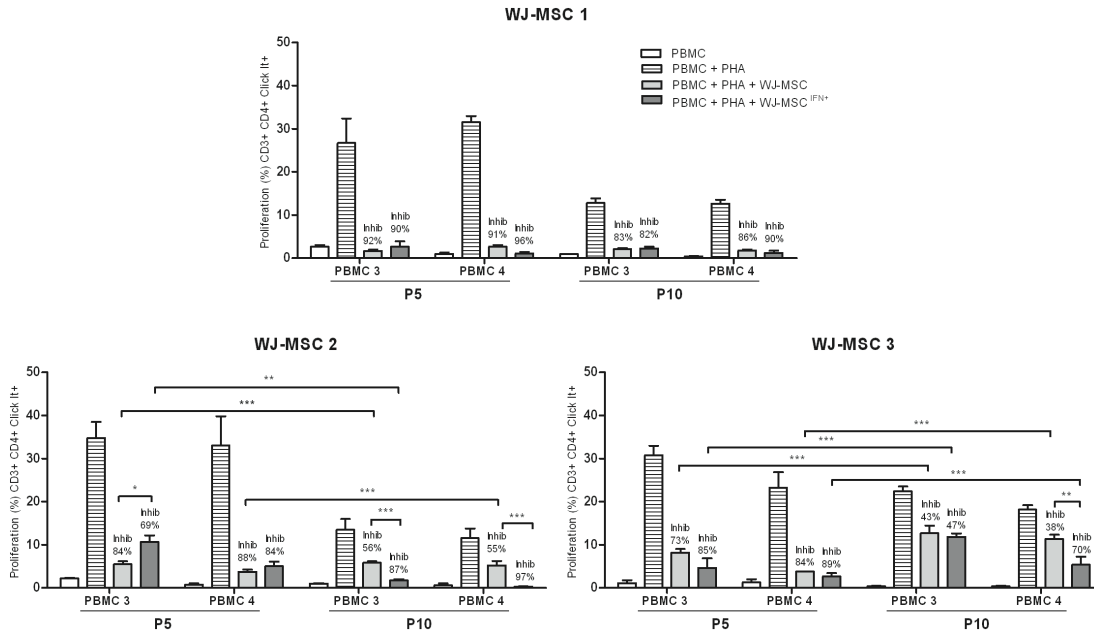 WJ-MSC 1
Proliferation (%) CD3+ CD4+ Click It+
50
40
30
20
10
0
PBMC
PBMC + PHA
PBMC + PHA + WJ-MSC
PBMC + PHA + WJ-MSC IFN+
Inhib 92%
Inhib 90%
Inhib 91%
Inhib 96%
Inhib 83%
Inhib 82%
Inhib 86%
Inhib 90%
PBMC 3
PBMC 4
PBMC 3
PBMC 4
P5
P10
WJ-MSC 2
Proliferation (%) CD3+ CD4+ Click It+
50
40
30
20
10
0
**
***
*
***
***
***
Inhib 84%
Inhib 69%
Inhib 88%
Inhib 84%
Inhib 56%
Inhib 87%
Inhib 55%
Inhib 97%
PBMC 3
PBMC 4
PBMC 3
PBMC 4
P5
P10
WJ-MSC 3
Proliferation (%) CD3+ CD4+ Click It+
50
40
30
20
10
0
***
***
***
***
**
Inhib 73%
Inhib 85%
Inhib 84%
Inhib 89%
Inhib 43%
Inhib 47%
Inhib 38%
Inhib 70%
PBMC 3
PBMC 4
PBMC 3
PBMC 4
P5
P10